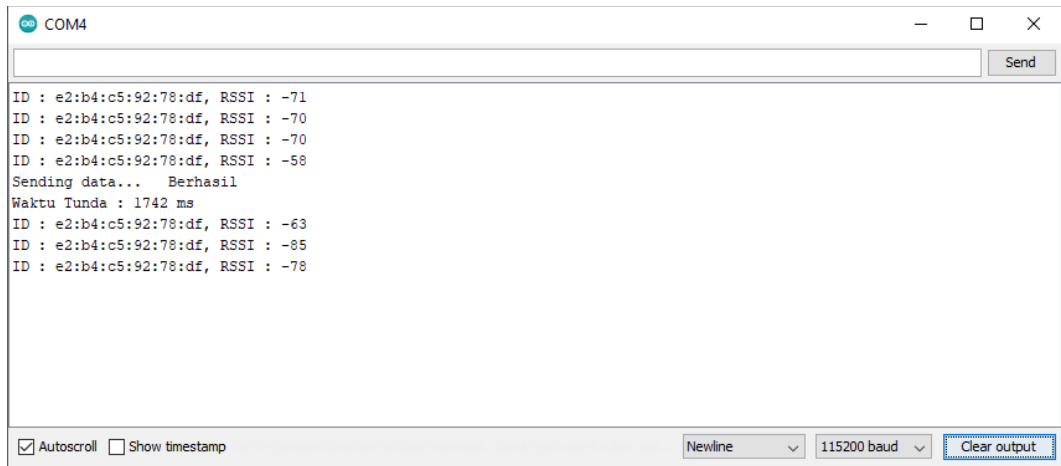 COM4
Send
ID : e2:b4:c5:92:78:df, RSSI : -71
ID : e2:b4:c5:92:78:df, RSSI : -70
ID : e2:b4:c5:92:78:df, RSSI : -70
ID : e2:b4:c5:92:78:df, RSSI : -58
Sending data... Berhasil
Waktu Tunda : 1742 ms
ID : e2:b4:c5:92:78:df, RSSI : -63
ID : e2:b4:c5:92:78:df, RSSI : -85
ID : e2:b4:c5:92:78:df, RSSI : -78
Autoscroll Show timestamp Newline 115200 baud Clear output